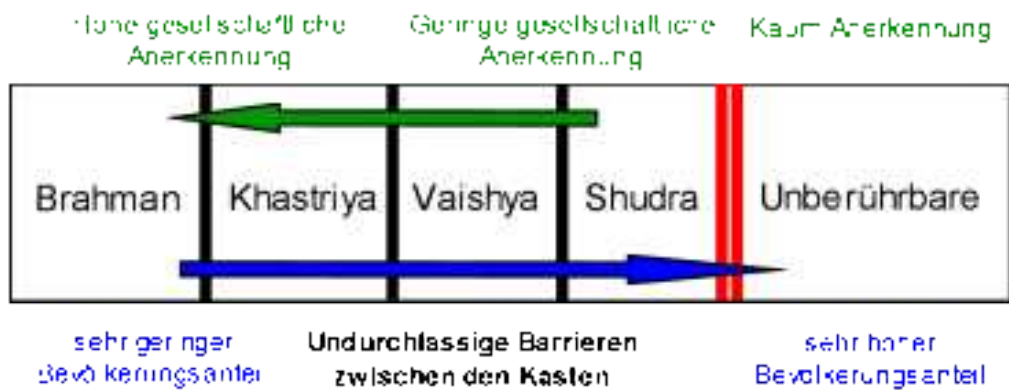 Hohe gesellschaftliche
Anerkennung
Geringe gesellschaftliche
Anerkennung
Kaum Anerkennung
Brahman
Khastriya
Vaishya
Shudra
Unberührbare
sehr geringer
Bevölkerungsanteil
Undurchlässige Barrieren
zwischen den Kasten
sehr hoher
Bevölkerungsanteil